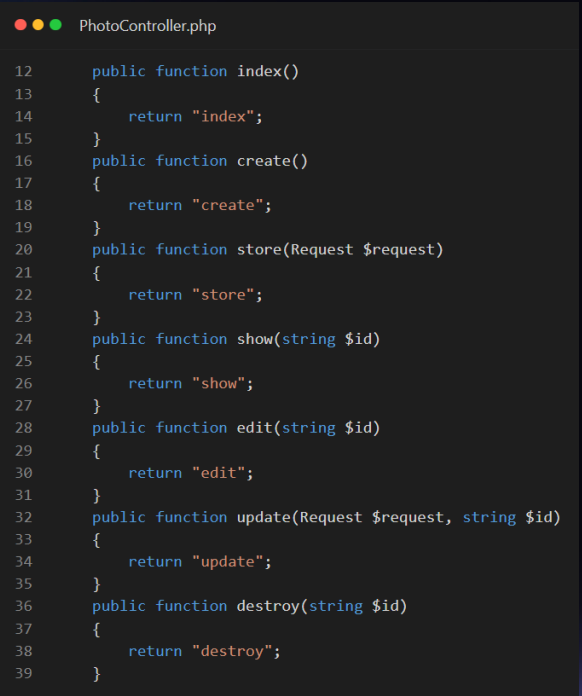 PhotoController.php
12 public function index()
13 {
14 return "index";
15 }
16 public function create()
17 {
18 return "create";
19 }
20 public function store(Request $request)
21 {
22 return "store";
23 }
24 public function show(string $id)
25 {
26 return "show";
27 }
28 public function edit(string $id)
29 {
30 return "edit";
31 }
32 public function update(Request $request, string $id)
33 {
34 return "update";
35 }
36 public function destroy(string $id)
37 {
38 return "destroy";
39 }